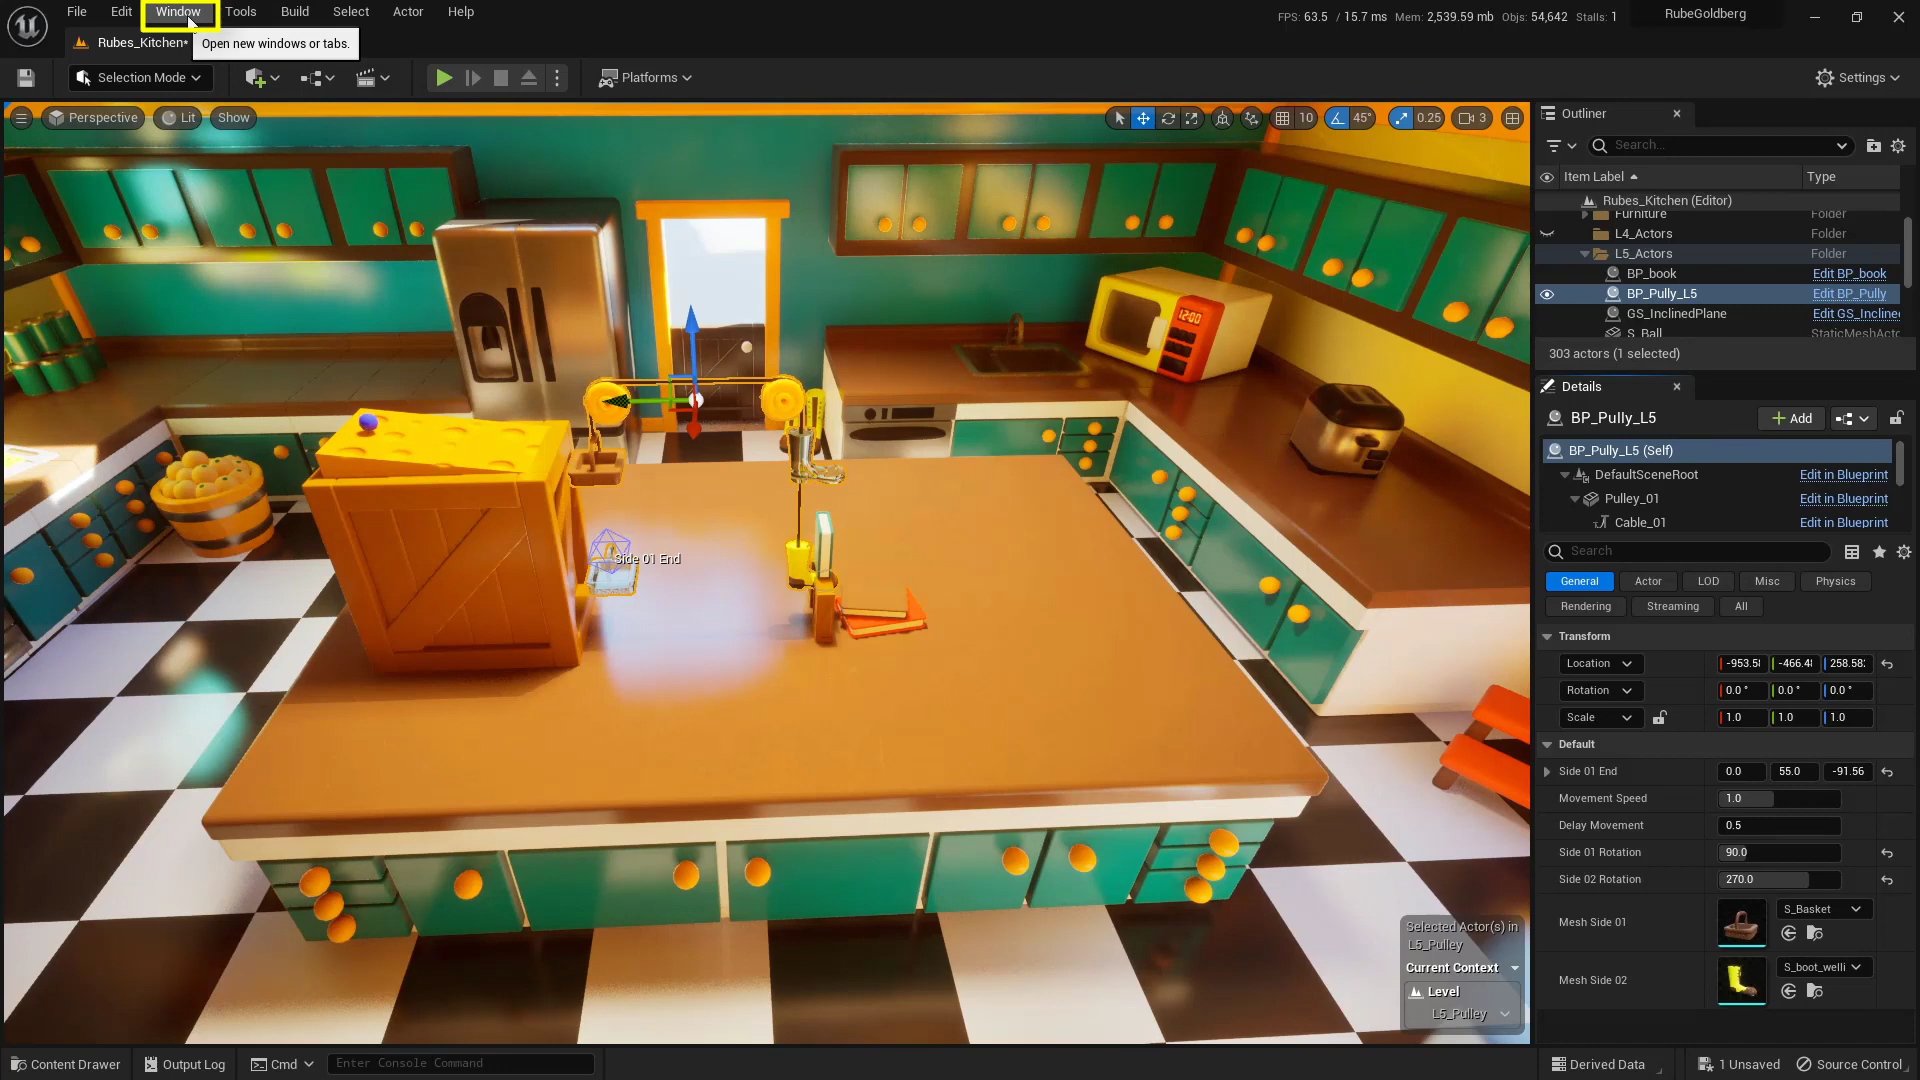 File Edit Window Tools Build Select Actor Help
FPS: 63.5 / 15.7 ms Mem: 2,539.59 mb Objs: 54,642 Stalls: 1
RubeGoldberg
Rubes_Kitchen*
Open new windows or tabs.
Selection Mode
Platforms
Settings
Perspective Lit Show
10 45° 0.25 3
Outliner
Search...
Item Label Type
Rubes_Kitchen (Editor)
Furniture Folder
L4_Actors Folder
L5_Actors Folder
BP_book Edit BP_book
BP_Pully_L5 Edit BP_Pully
GS_InclinedPlane Edit GS_Incline
S_Ball StaticMeshActo
303 actors (1 selected)
Details
BP_Pully_L5
Add
BP_Pully_L5 (Self)
DefaultSceneRoot Edit in Blueprint
Pulley_01 Edit in Blueprint
Cable_01 Edit in Blueprint
Search
General Actor LOD Misc Physics
Rendering Streaming All
Transform
Location -953.5 -466.4 258.58
Rotation 0.0° 0.0° 0.0°
Scale 1.0 1.0 1.0
Default
Side 01 End 0.0 55.0 -91.56
Movement Speed 1.0
Delay Movement 0.5
Side 01 Rotation 90.0
Side 02 Rotation 270.0
Mesh Side 01 S_Basket
Mesh Side 02 S_boot_welli
12:00
Side 01 End
Selected Actor(s) in
L5_Pulley
Current Context
Level
L5_Pulley
Content Drawer Output Log Cmd Enter Console Command
Derived Data 1 Unsaved Source Control